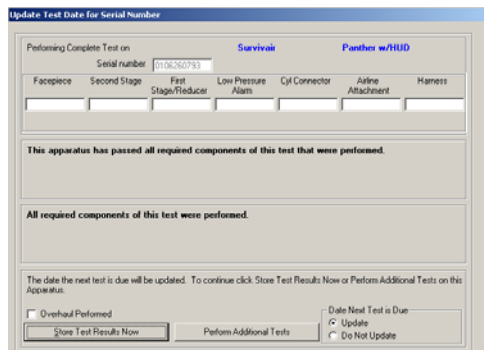 Update Test Date for Serial Number
Performing Complete Test on Survivair Panther w/HUD
Serial number 0106260793
Facepiece Second Stage First Stage/Reducer Low Pressure Alarm Cyl Connector Airline Attachment Harness
This apparatus has passed all required components of this test that were performed.
All required components of this test were performed.
The date the next test is due will be updated. To continue click Store Test Results Now or Perform Additional Tests on this
Apparatus.
Overhaul Performed
Date Next Test is Due
Update
Store Test Results Now Perform Additional Tests
Do Not Update